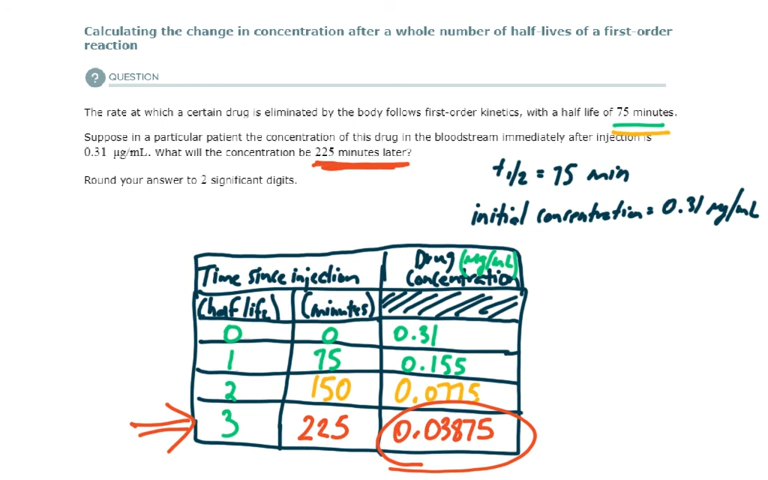 Calculating the change in concentration after a whole number of half-lives of a first-order
reaction
? QUESTION
The rate at which a certain drug is eliminated by the body follows first-order kinetics, with a half life of 75 minutes.
Suppose in a particular patient the concentration of this drug in the bloodstream immediately after injection is
0.31 μg/mL. What will the concentration be 225 minutes later?
Round your answer to 2 significant digits.
t1/2 = 75 min
initial concentration = 0.31 μg/mL
Time since injection Drug (μg/mL) Concentration
(half life) (minutes)
0 0 0.31
1 75 0.155
2 150 0.0775
3 225 0.03875